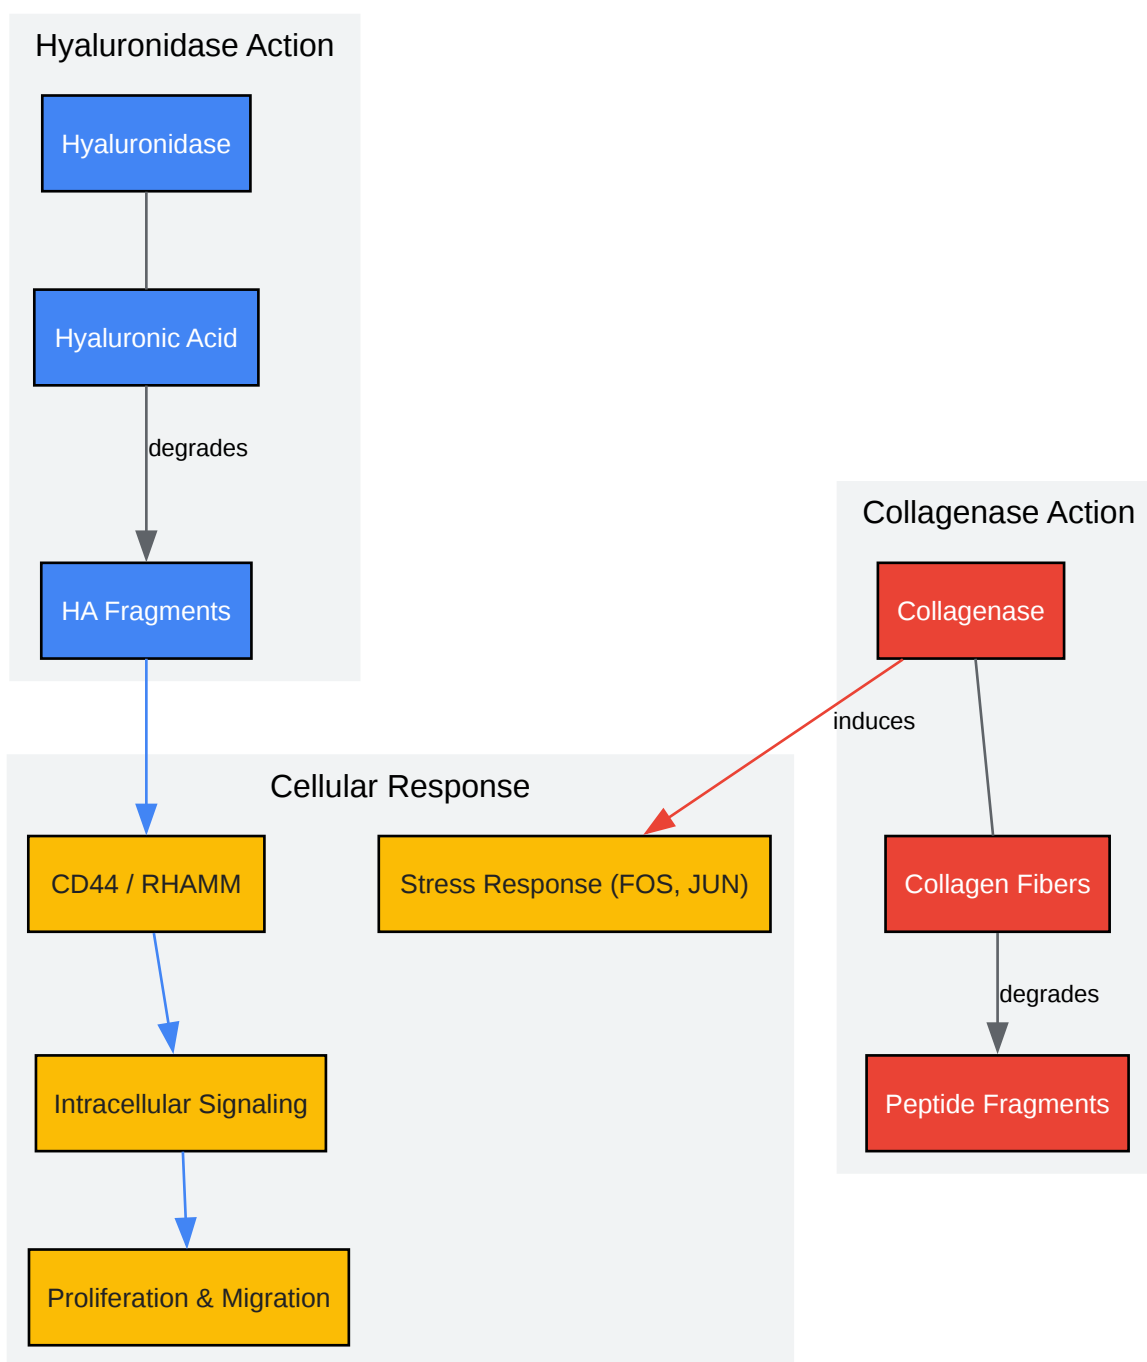 Hyaluronidase Action
Hyaluronidase
Hyaluronic Acid
degrades
HA Fragments
Collagenase Action
Collagenase
induces
Collagen Fibers
degrades
Peptide Fragments
Cellular Response
CD44 / RHAMM
Stress Response (FOS, JUN)
Intracellular Signaling
Proliferation & Migration